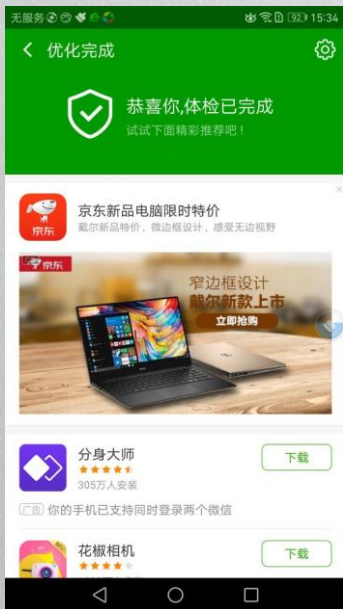 无服务 92 15:34
优化完成
恭喜你,体检已完成
试试下面精彩推荐吧!
京东
京东新品电脑限时特价
戴尔新品特价，微边框设计，感受无边视野
京东
窄边框设计
戴尔新款上市
立即抢购
分身大师
下载
305万人安装
广告 你的手机已支持同时登录两个微信
花椒相机
下载